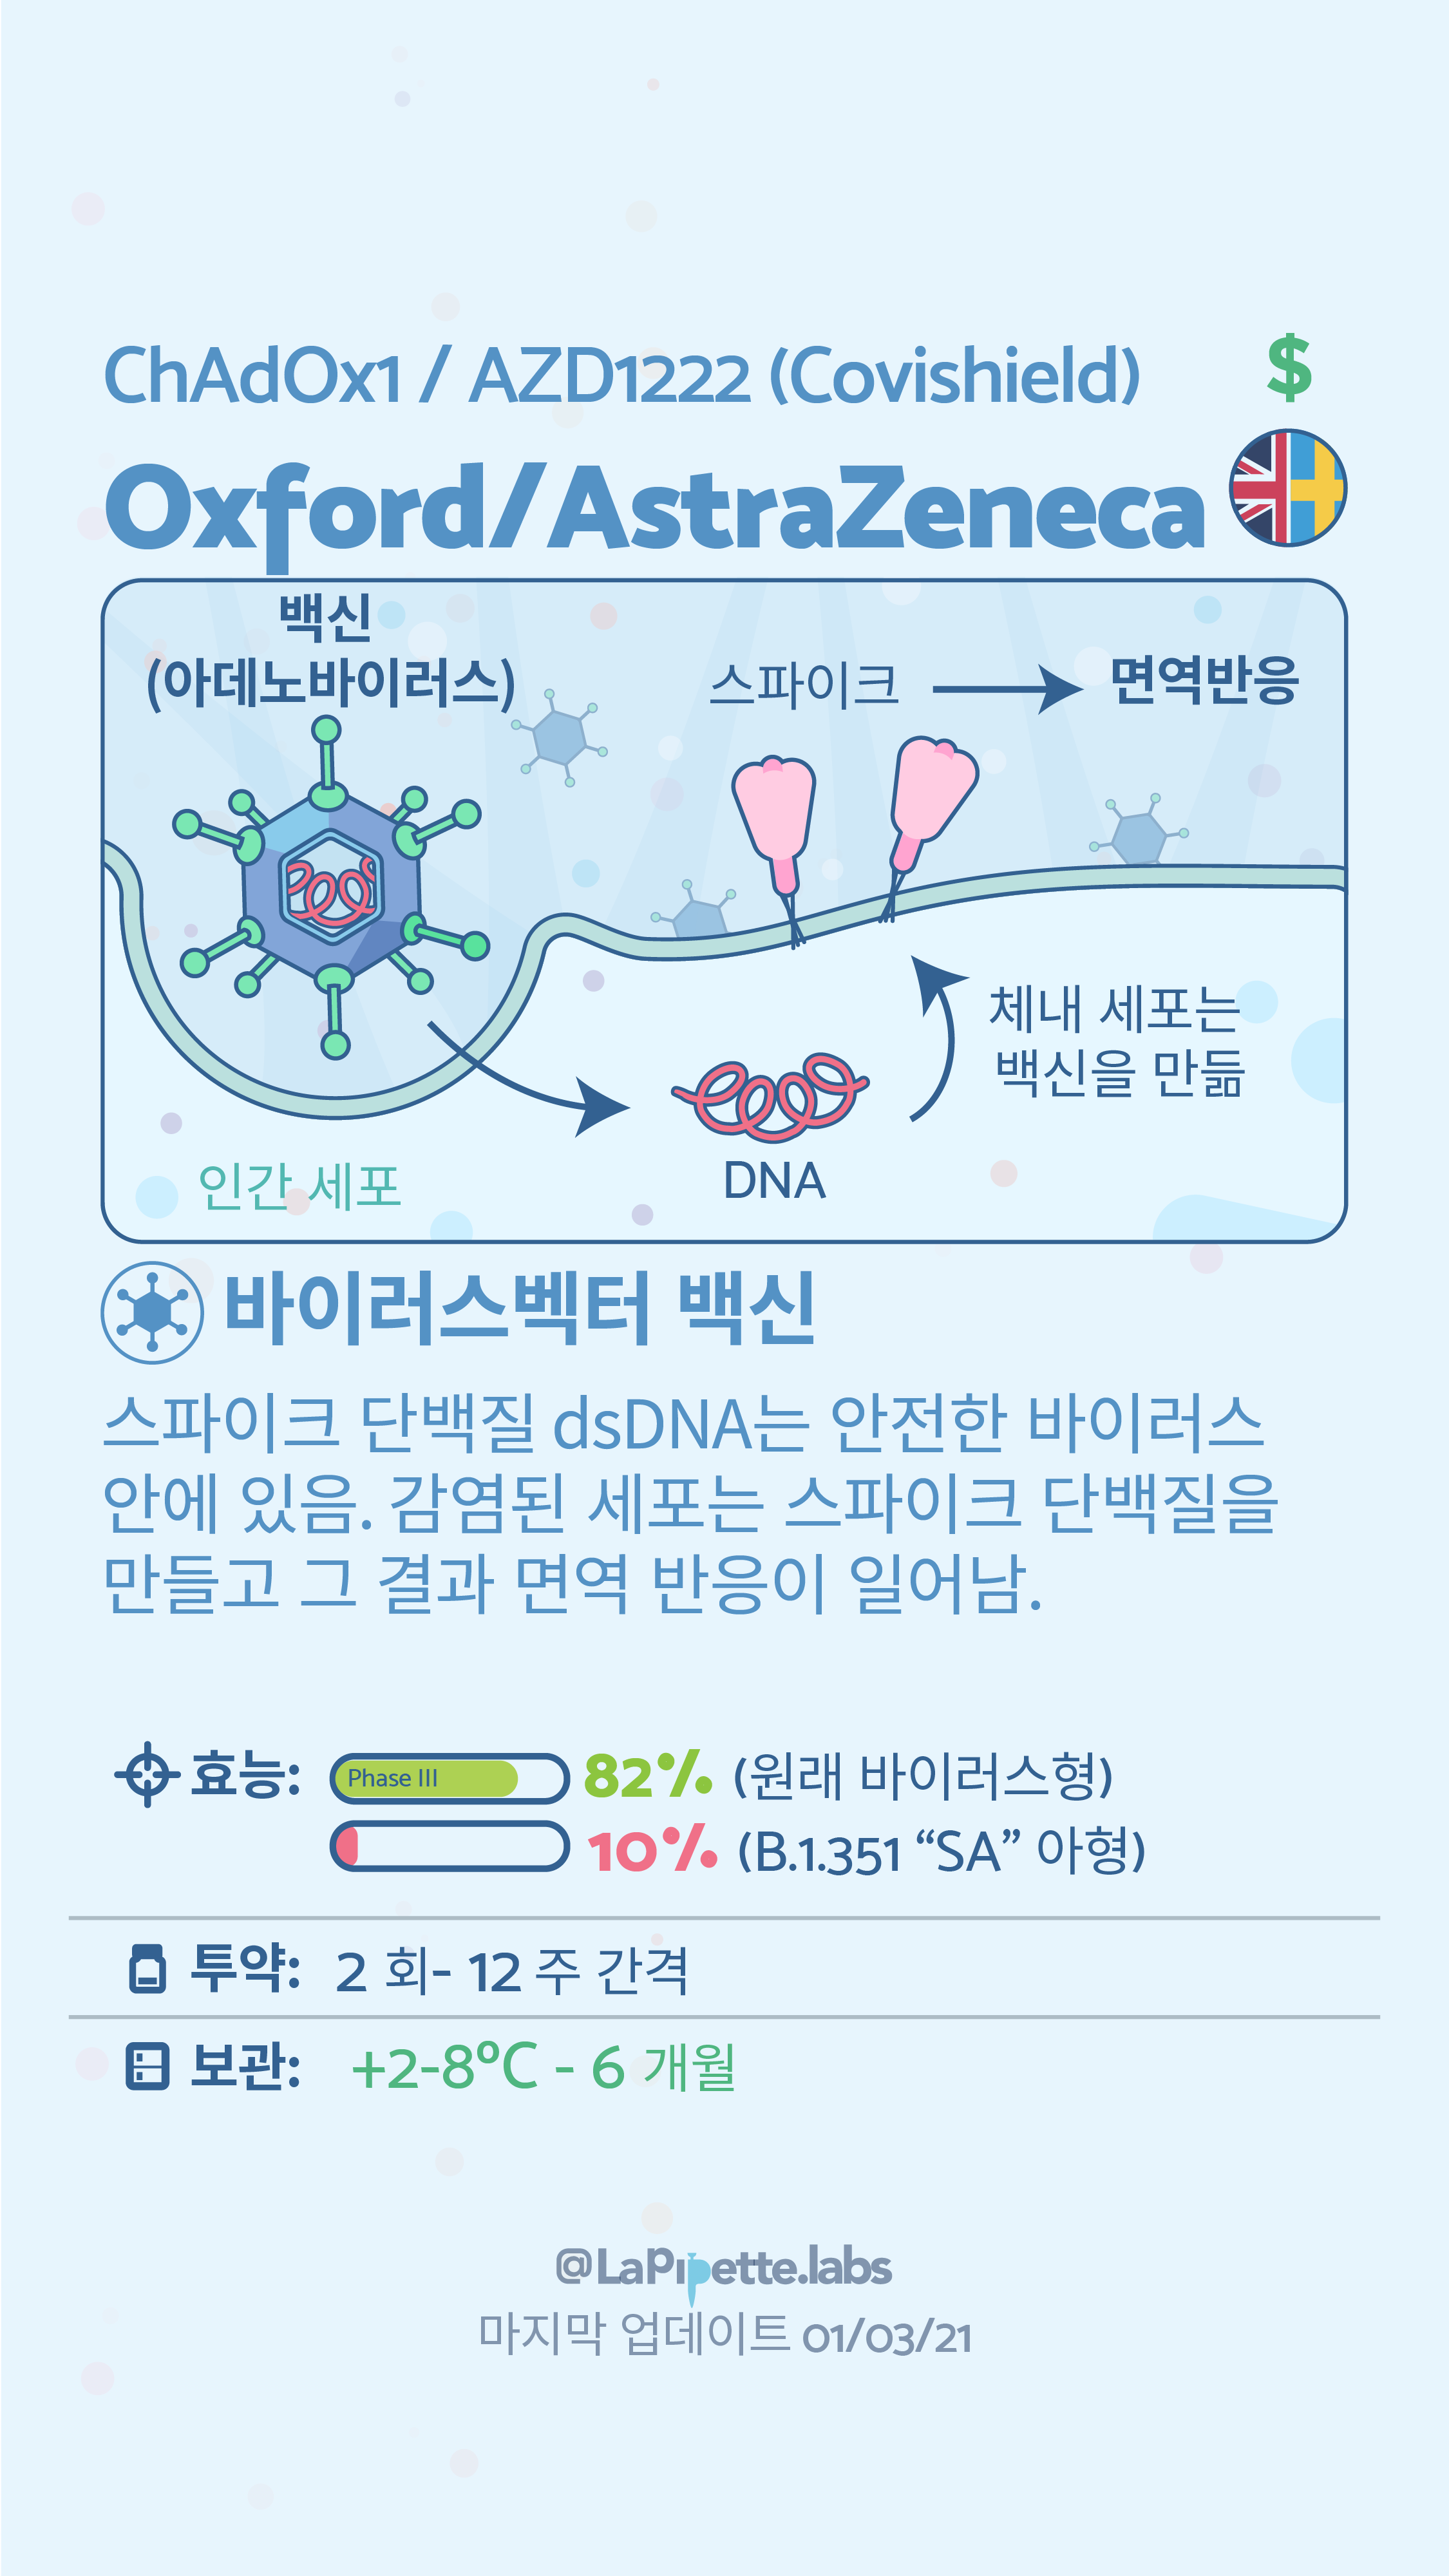 ChAdOx1 / AZD1222 (Covishield) $
Oxford/AstraZeneca
백신
(아데노바이러스)
스파이크
면역반응
체내 세포는
백신을 만듦
DNA
인간 세포
바이러스벡터 백신
스파이크 단백질 dsDNA는 안전한 바이러스
안에 있음. 감염된 세포는 스파이크 단백질을
만들고 그 결과 면역 반응이 일어남.
효능: Phase III 82% (원래 바이러스형)
10% (B.1.351 “SA” 아형)
투약: 2 회- 12 주 간격
보관: +2-8ºC - 6 개월
@Lapipette.labs
마지막 업데이트 01/03/21